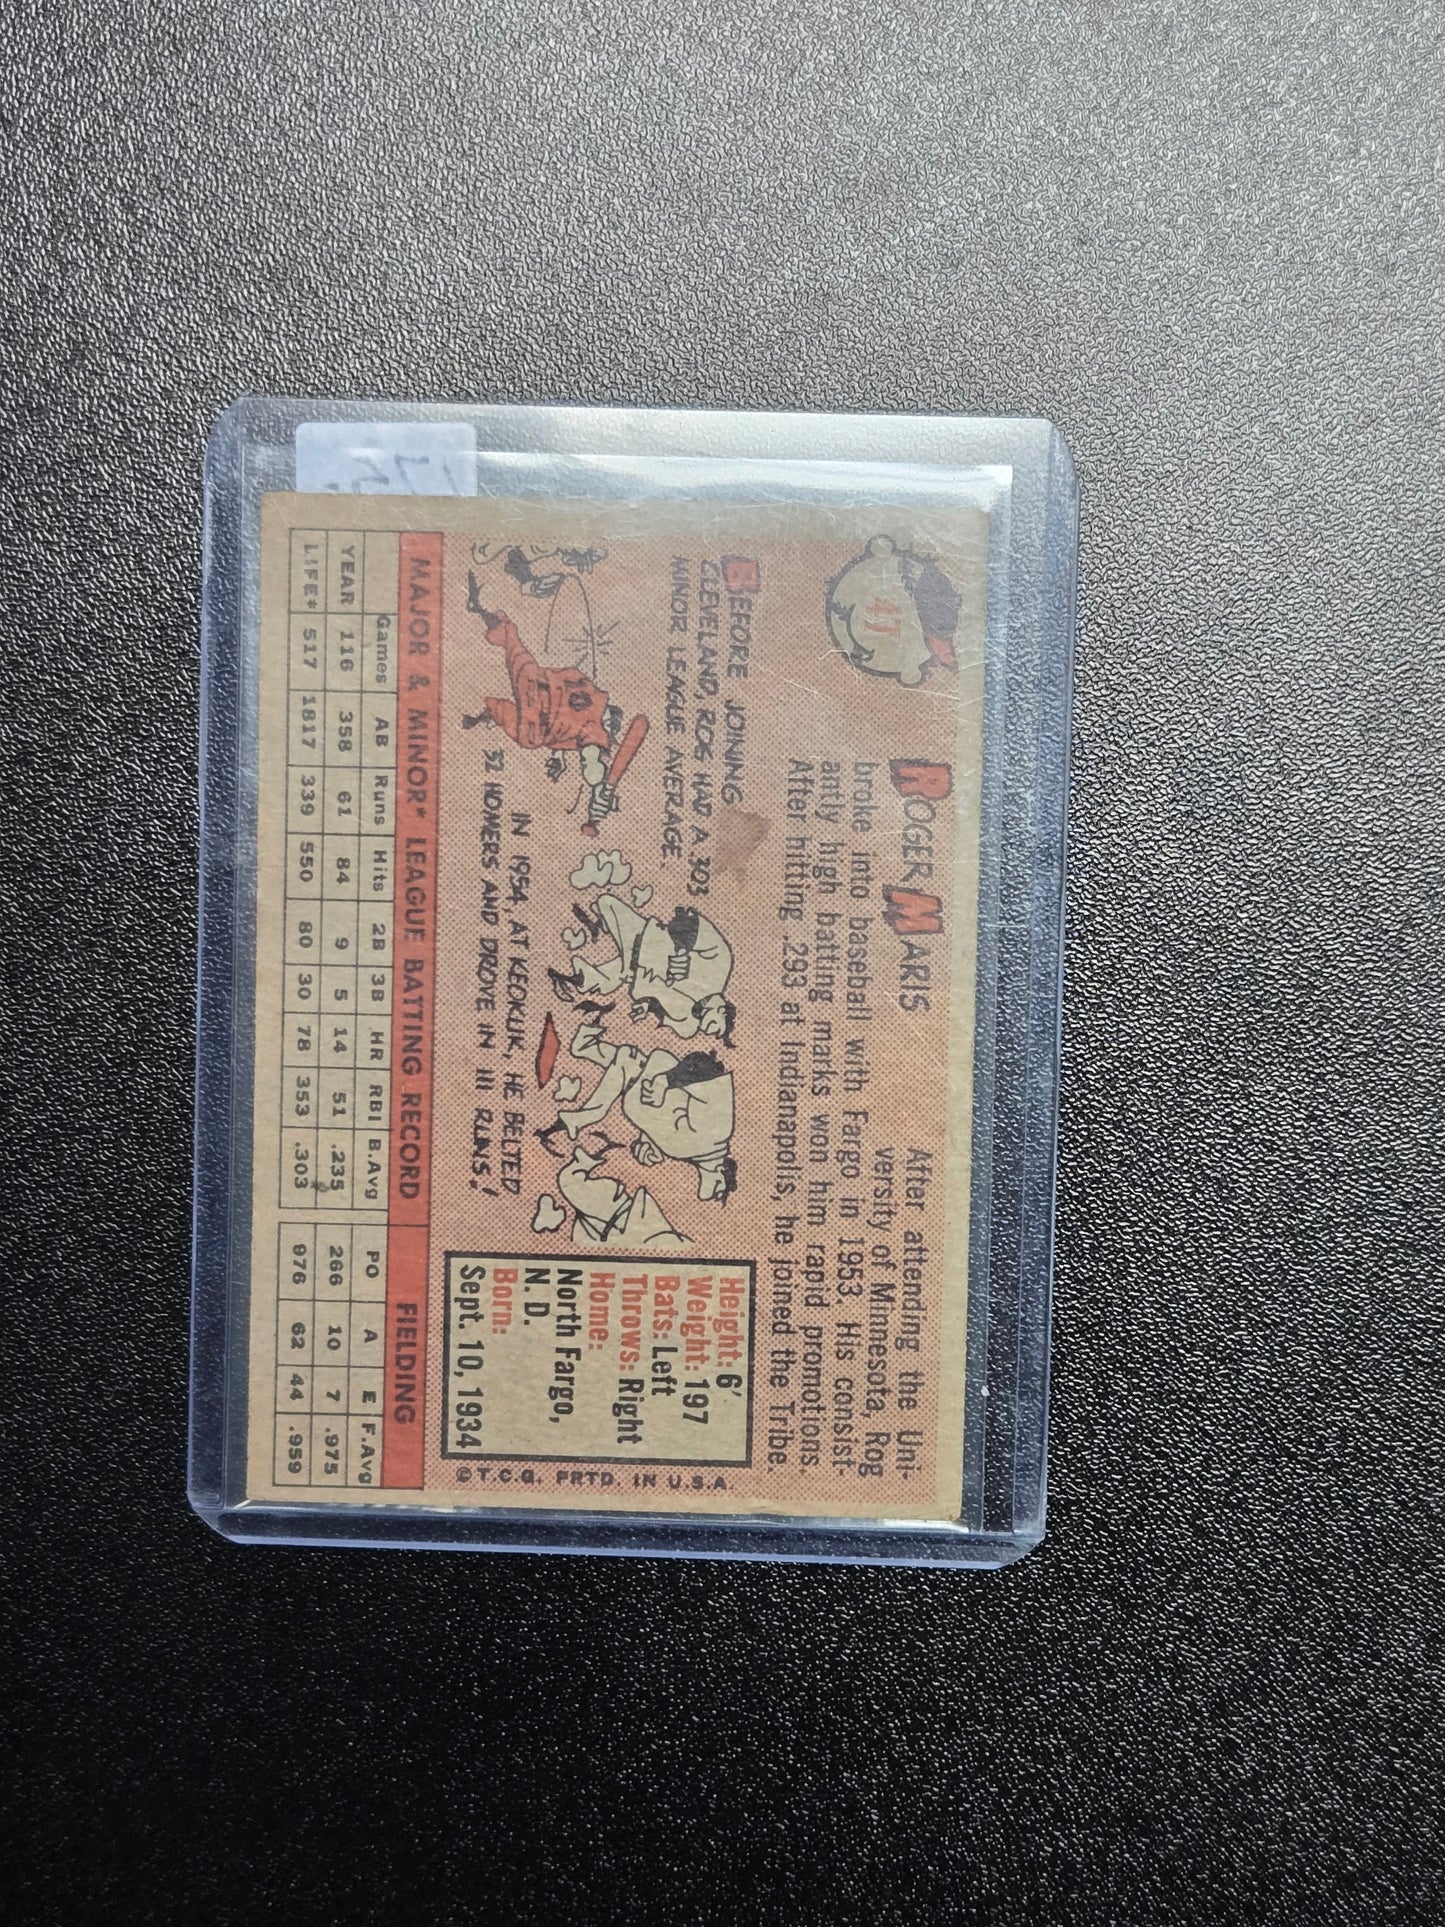 47
ROGER MARIS
After attending the Uni-
versity of Minnesota, Rog
broke into baseball with Fargo in 1953. His consist-
antly high batting marks won him rapid promotions.
After hitting .293 at Indianapolis, he joined the Tribe.
BEFORE JOINING
CLEVELAND, ROG HAD A .303
MINOR LEAGUE AVERAGE.
10
IN 1954, AT KEOKUK, HE BELTED
32 HOMERS AND DROVE IN 111 RUNS!
Height: 6'
Weight: 197
Bats: Left
Throws: Right
Home:
North Fargo,
N. D.
Born:
Sept. 10, 1934
© T.C.G. PRTD. IN U.S.A.
MAJOR & MINOR* LEAGUE BATTING RECORD FIELDING
Games AB Runs Hits 2B 3B HR RBI B.Avg PO A E F.Avg
YEAR 116 358 61 84 9 5 14 51 .235 266 10 7 .975
LIFE* 517 1817 339 550 80 30 78 353 .303 976 62 44 .959